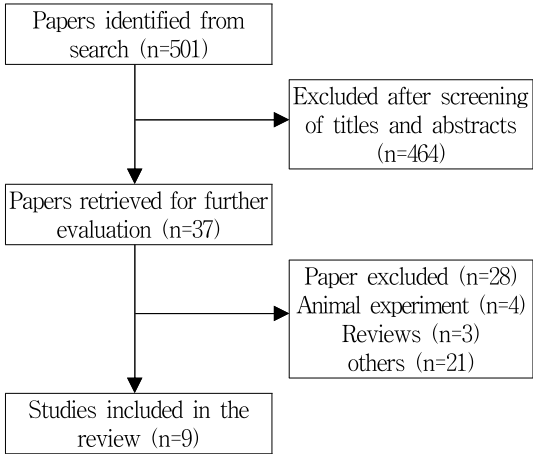 Papers identified from
search (n=501)
Excluded after screening
of titles and abstracts
(n=464)
Papers retrieved for further
evaluation (n=37)
Paper excluded (n=28)
Animal experiment (n=4)
Reviews (n=3)
others (n=21)
Studies included in the
review (n=9)